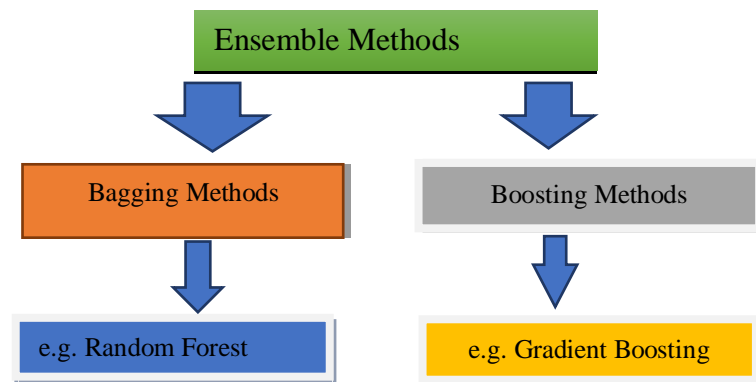 Ensemble Methods
Bagging Methods
Boosting Methods
e.g. Random Forest
e.g. Gradient Boosting